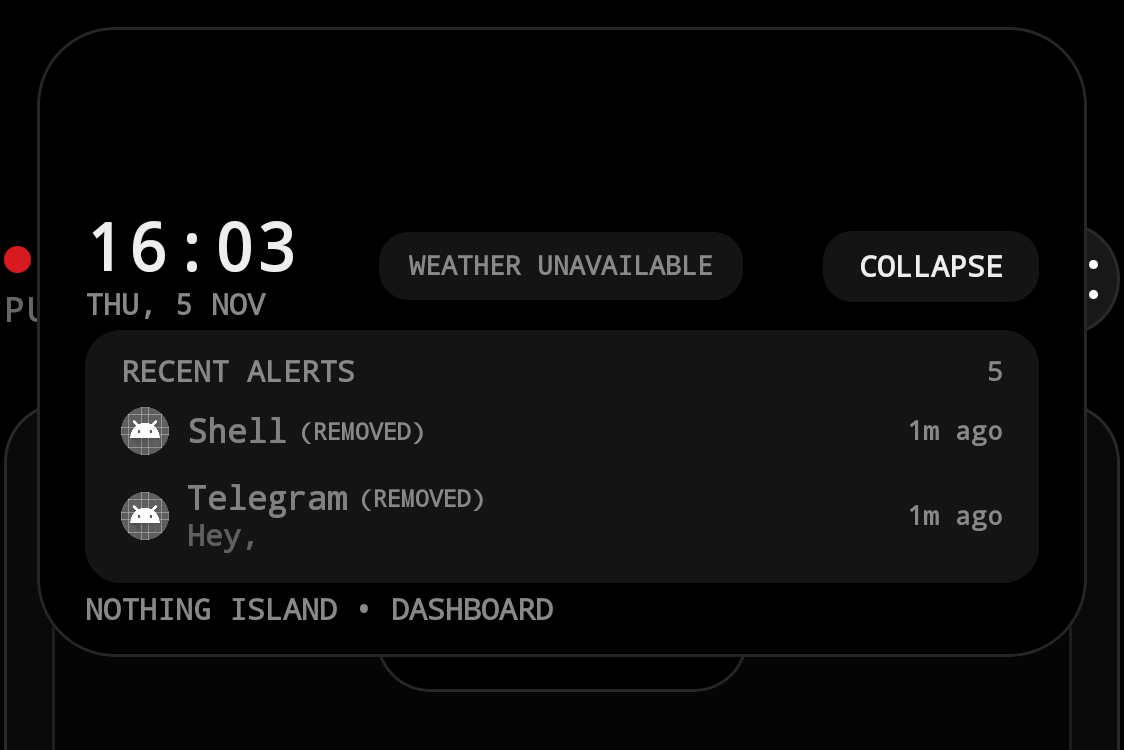 16:03
WEATHER UNAVAILABLE
COLLAPSE
THU, 5 NOV
RECENT ALERTS
5
Shell (REMOVED)
1m ago
Telegram (REMOVED)
Hey,
1m ago
NOTHING ISLAND • DASHBOARD